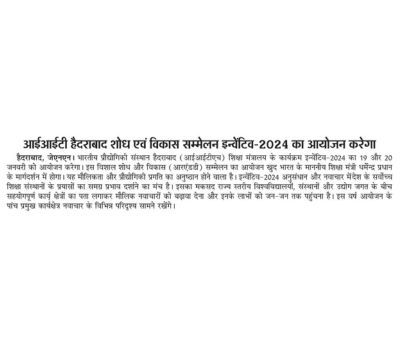 आईआईटी हैदराबाद शोध एवं विकास सम्मेलन इन्वेंटिव-2024 का आयोजन करेगा
हैदराबाद, जेएनएन। भारतीय प्रौद्योगिकी संस्थान हैदराबाद (आईआईटीएच) शिक्षा मंत्रालय के कार्यक्रम इन्वेंटिव-2024 का 19 और 20
जनवरी को आयोजन करेगा। इस विशाल शोध और विकास (आरएंडडी) सम्मेलन का आयोजन खुद भारत के माननीय शिक्षा मंत्री धर्मेन्द्र प्रधान
के मार्गदर्शन में होगा। यह मौलिकता और प्रौद्योगिकी प्रगति का अनुष्ठान होने वाला है। इन्वेंटिव-2024 अनुसंधान और नवाचार मेंदेश के सर्वोच्च
शिक्षा संस्थानों के प्रयासों का समग्र प्रभाव दर्शाने का मंच है। इसका मकसद राज्य स्तरीय विश्वविद्यालयों, संस्थानों और उद्योग जगत के बीच
सहयोगपूर्ण कार्य क्षेत्रों का पता लगाकर मौलिक नवाचारों को बढ़ावा देना और इनके लाभों को जन-जन तक पहुंचना है। इस वर्ष आयोजन के
पांच प्रमुख कार्यक्षेत्र नवाचार के विभिन्न परिदृश्य सामने रखेंगे।